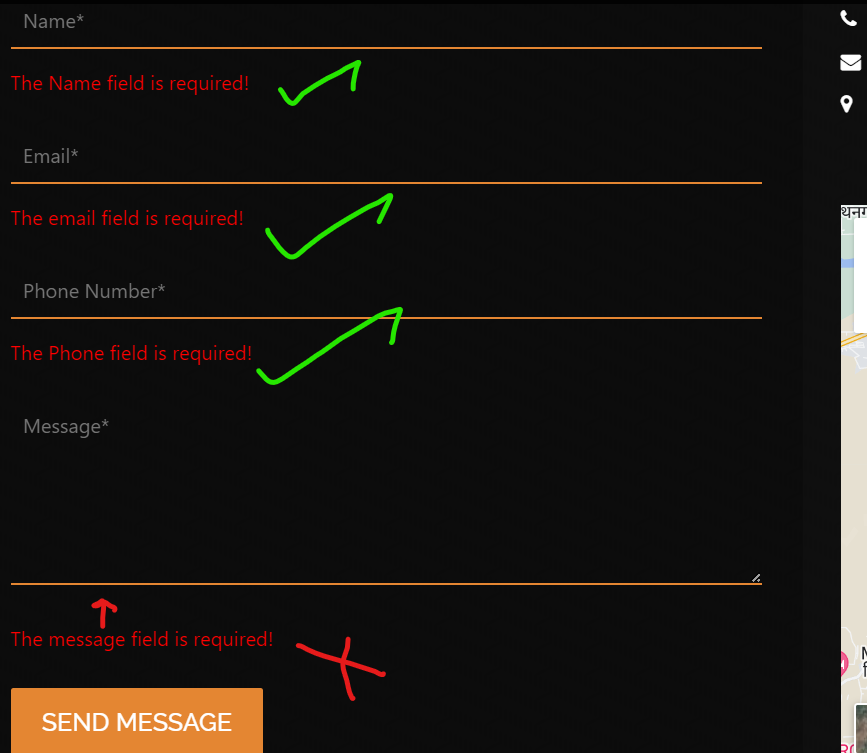 Name*
The Name field is required!
Email*
The email field is required!
Phone Number*
The Phone field is required!
Message*
The message field is required!
SEND MESSAGE